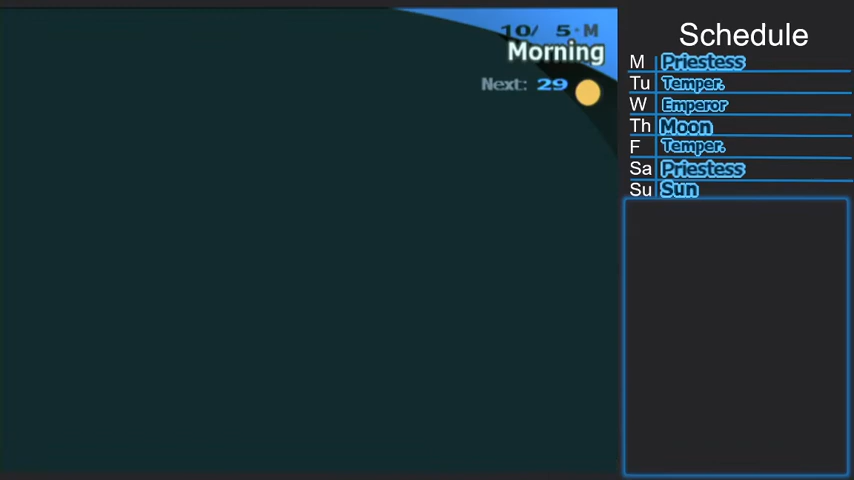 10/ 5·M
Morning
Next: 29
Schedule
M Priestess
Tu Temper.
W Emperor
Th Moon
F Temper.
Sa Priestess
Su Sun